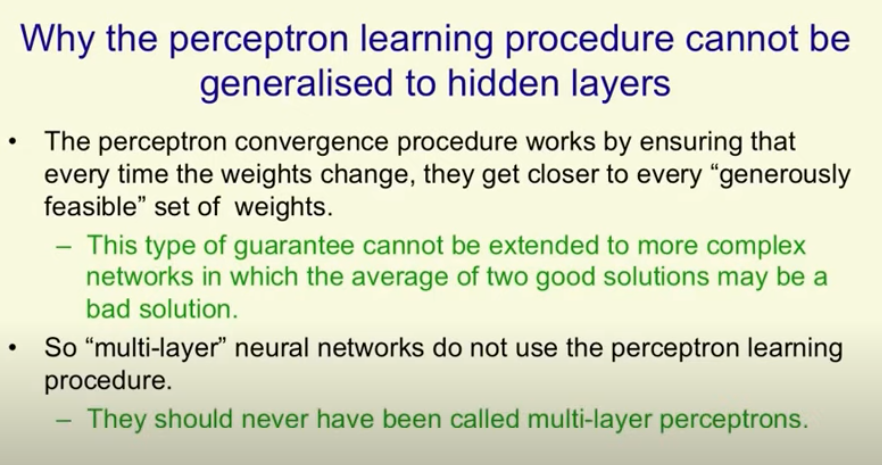 Why the perceptron learning procedure cannot be
generalised to hidden layers
• The perceptron convergence procedure works by ensuring that
every time the weights change, they get closer to every “generously
feasible” set of weights.
– This type of guarantee cannot be extended to more complex
networks in which the average of two good solutions may be a
bad solution.
• So “multi-layer” neural networks do not use the perceptron learning
procedure.
– They should never have been called multi-layer perceptrons.